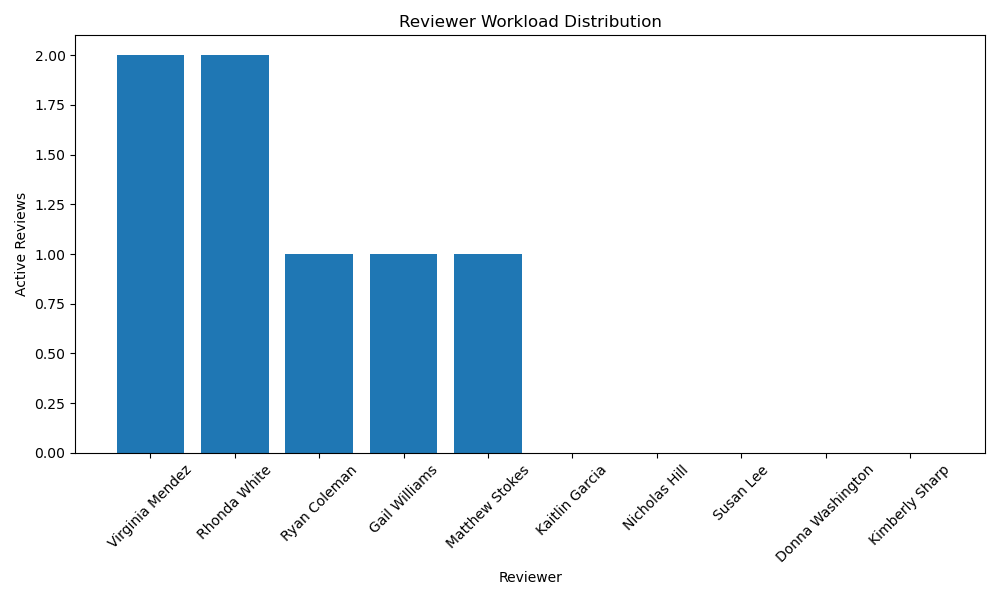 Reviewer Workload Distribution
Active Reviews
2.00
1.75
1.50
1.25
1.00
0.75
0.50
0.25
0.00
Virginia Mendez
Rhonda White
Ryan Coleman
Gail Williams
Matthew Stokes
Kaitlin Garcia
Nicholas Hill
Susan Lee
Donna Washington
Kimberly Sharp
Reviewer